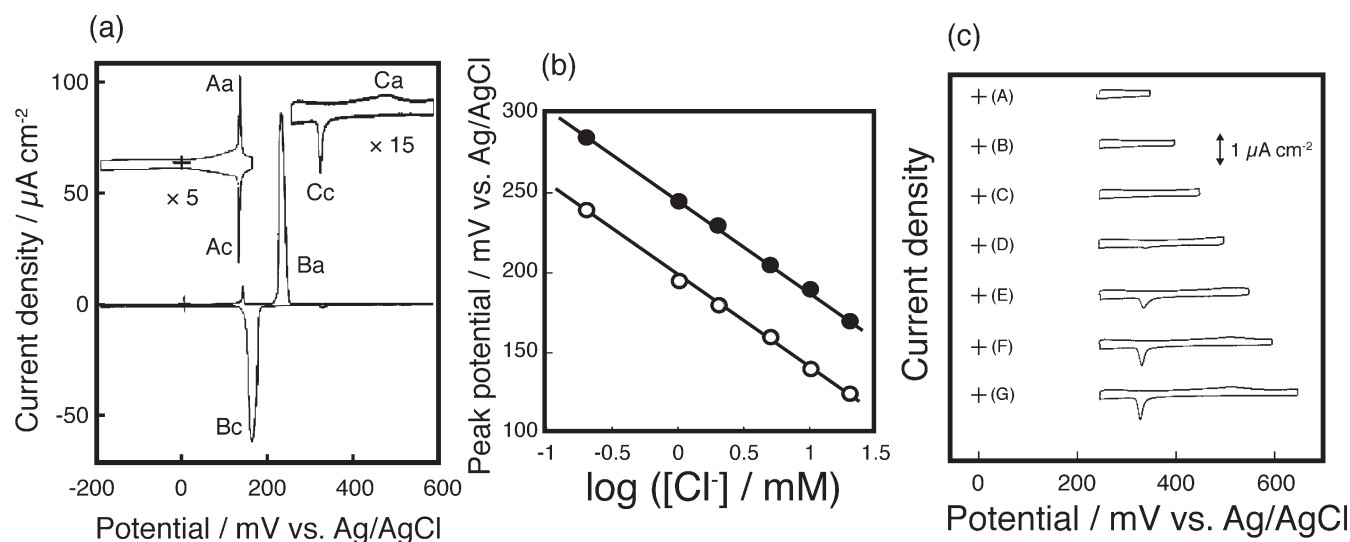 (a)
Current density / µA cm⁻²
100
50
0
-50
Aa
Ca
× 15
× 5
Cc
Ac
Ba
Bc
-200
0
200
400
600
Potential / mV vs. Ag/AgCl
(b)
Peak potential / mV vs. Ag/AgCl
300
250
200
150
100
-1
-0.5
0
0.5
1.0
1.5
log ([Cl⁻] / mM)
(c)
Current density
(A)
(B)
1 µA cm⁻²
(C)
(D)
(E)
(F)
(G)
0
200
400
600
Potential / mV vs. Ag/AgCl